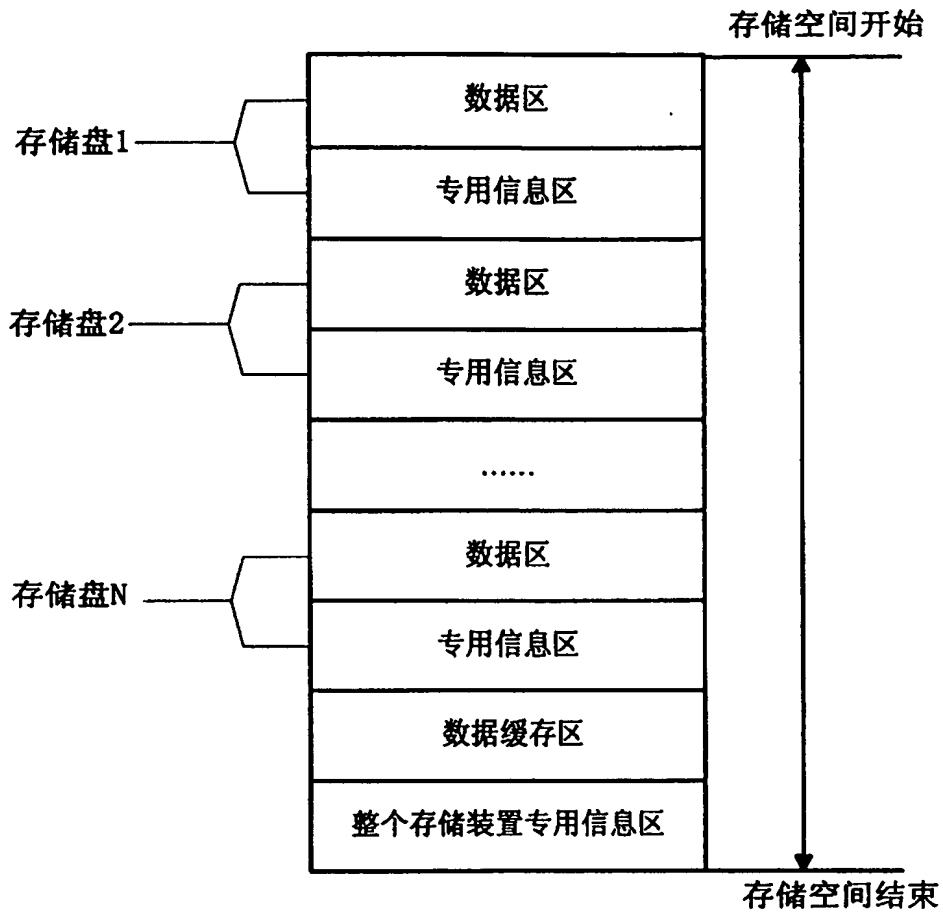 存储空间开始
数据区
存储盘1
专用信息区
数据区
存储盘2
专用信息区
......
数据区
存储盘N
专用信息区
数据缓存区
整个存储装置专用信息区
存储空间结束